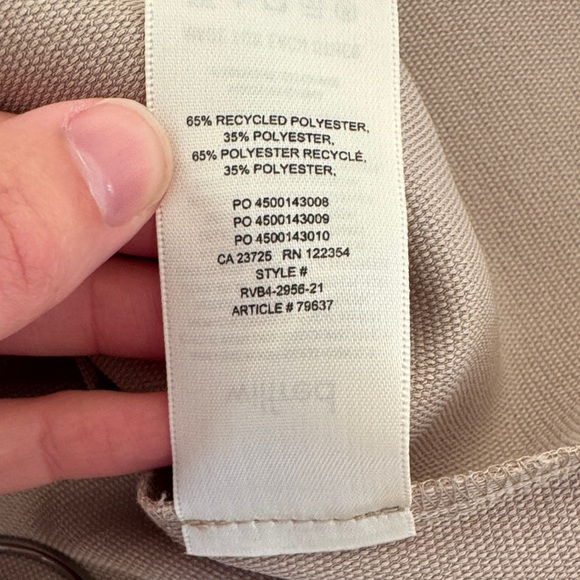 65% RECYCLED POLYESTER,
35% POLYESTER,
65% POLYESTER RECYCLÉ,
35% POLYESTER,
PO 4500143008
PO 4500143009
PO 4500143010
CA 23725 RN 122354
STYLE #
RVB4-2956-21
ARTICLE # 79637
wilfred